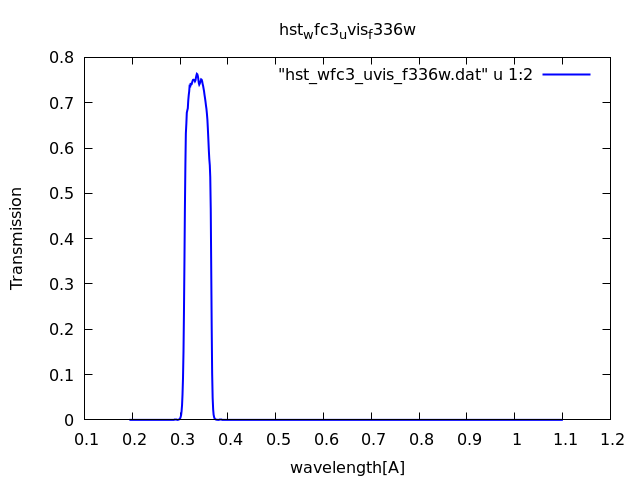 hst_wfc3_uvis_f336w
"hst_wfc3_uvis_f336w.dat" u 1:2
Transmission
0.8
0.7
0.6
0.5
0.4
0.3
0.2
0.1
0
0.1 0.2 0.3 0.4 0.5 0.6 0.7 0.8 0.9 1 1.1 1.2
wavelength[A]